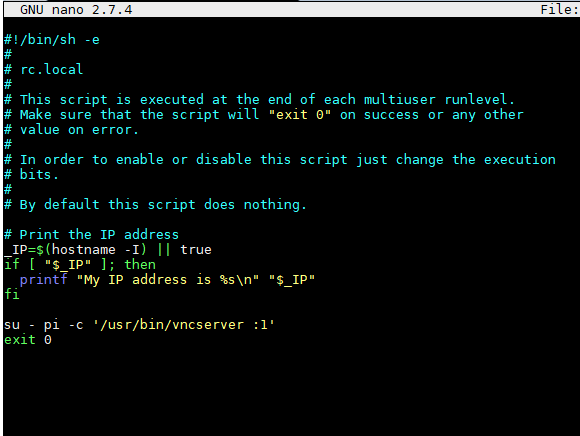 GNU nano 2.7.4 File:
#!/bin/sh -e
#
# rc.local
#
# This script is executed at the end of each multiuser runlevel.
# Make sure that the script will "exit 0" on success or any other
# value on error.
#
# In order to enable or disable this script just change the execution
# bits.
#
# By default this script does nothing.
# Print the IP address
_IP=$(hostname -I) || true
if [ "$_IP" ]; then
  printf "My IP address is %s\n" "$_IP"
fi
su - pi -c '/usr/bin/vncserver :1'
exit 0